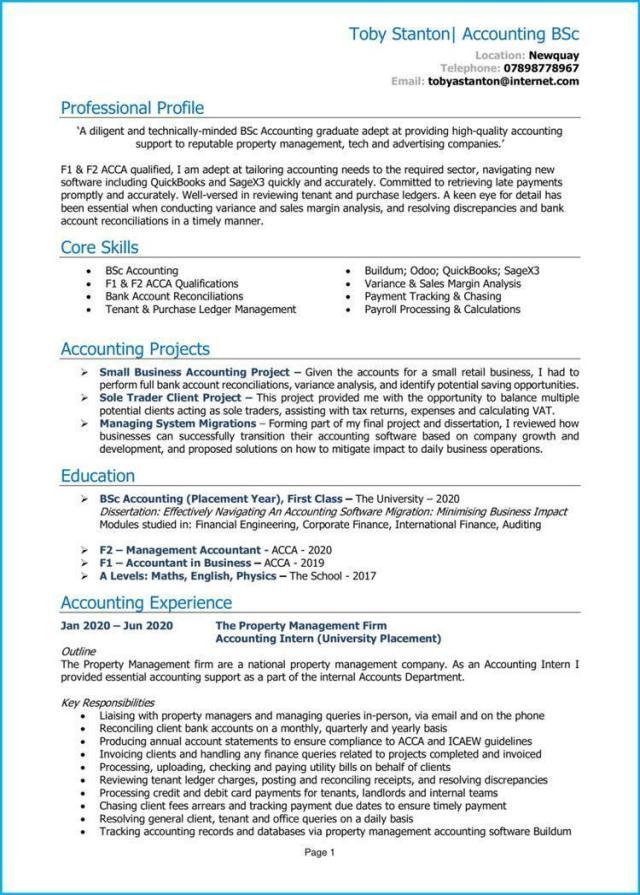 Toby Stanton| Accounting BSc
Location: Newquay
Telephone: 07898778967
Email: tobyastanton@internet.com
Professional Profile
‘A diligent and technically-minded BSc Accounting graduate adept at providing high-quality accounting
support to reputable property management, tech and advertising companies.’
F1 & F2 ACCA qualified, I am adept at tailoring accounting needs to the required sector, navigating new
software including QuickBooks and SageX3 quickly and accurately. Committed to retrieving late payments
promptly and accurately. Well-versed in reviewing tenant and purchase ledgers. A keen eye for detail has
been essential when conducting variance and sales margin analysis, and resolving discrepancies and bank
account reconciliations in a timely manner.
Core Skills
• BSc Accounting
• F1 & F2 ACCA Qualifications
• Bank Account Reconciliations
• Tenant & Purchase Ledger Management
• Buildum; Odoo; QuickBooks; SageX3
• Variance & Sales Margin Analysis
• Payment Tracking & Chasing
• Payroll Processing & Calculations
Accounting Projects
➢ Small Business Accounting Project – Given the accounts for a small retail business, I had to
perform full bank account reconciliations, variance analysis, and identify potential saving opportunities.
➢ Sole Trader Client Project – This project provided me with the opportunity to balance multiple
potential clients acting as sole traders, assisting with tax returns, expenses and calculating VAT.
➢ Managing System Migrations – Forming part of my final project and dissertation, I reviewed how
businesses can successfully transition their accounting software based on company growth and
development, and proposed solutions on how to mitigate impact to daily business operations.
Education
➢ BSc Accounting (Placement Year), First Class – The University – 2020
Dissertation: Effectively Navigating An Accounting Software Migration: Minimising Business Impact
Modules studied in: Financial Engineering, Corporate Finance, International Finance, Auditing
➢ F2 – Management Accountant - ACCA - 2020
➢ F1 – Accountant in Business – ACCA - 2019
➢ A Levels: Maths, English, Physics – The School - 2017
Accounting Experience
Jan 2020 – Jun 2020 The Property Management Firm
Accounting Intern (University Placement)
Outline
The Property Management firm are a national property management company. As an Accounting Intern I
provided essential accounting support as a part of the internal Accounts Department.
Key Responsibilities
• Liaising with property managers and managing queries in-person, via email and on the phone
• Reconciling client bank accounts on a monthly, quarterly and yearly basis
• Producing annual account statements to ensure compliance to ACCA and ICAEW guidelines
• Invoicing clients and handling any finance queries related to projects completed and invoiced
• Processing, uploading, checking and paying utility bills on behalf of clients
• Reviewing tenant ledger charges, posting and reconciling receipts, and resolving discrepancies
• Processing credit and debit card payments for tenants, landlords and internal teams
• Chasing client fees arrears and tracking payment due dates to ensure timely payment
• Resolving general client, tenant and office queries on a daily basis
• Tracking accounting records and databases via property management accounting software Buildum
Page 1